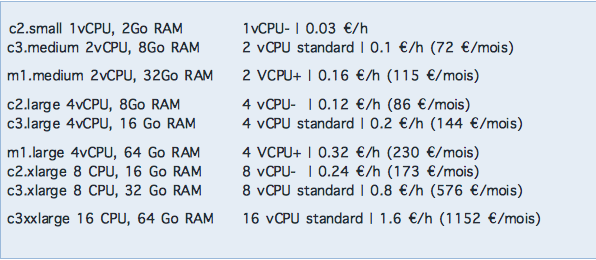 c2.small 1vCPU, 2Go RAM 1vCPU- | 0.03 €/h
c3.medium 2vCPU, 8Go RAM 2 vCPU standard | 0.1 €/h (72 €/mois)
m1.medium 2vCPU, 32Go RAM 2 VCPU+ | 0.16 €/h (115 €/mois)
c2.large 4vCPU, 8Go RAM 4 vCPU- | 0.12 €/h (86 €/mois)
c3.large 4vCPU, 16 Go RAM 4 vCPU standard | 0.2 €/h (144 €/mois)
m1.large 4vCPU, 64 Go RAM 4 VCPU+ | 0.32 €/h (230 €/mois)
c2.xlarge 8 CPU, 16 Go RAM 8 vCPU- | 0.24 €/h (173 €/mois)
c3.xlarge 8 CPU, 32 Go RAM 8 vCPU standard | 0.8 €/h (576 €/mois)
c3xxlarge 16 CPU, 64 Go RAM 16 vCPU standard | 1.6 €/h (1152 €/mois)